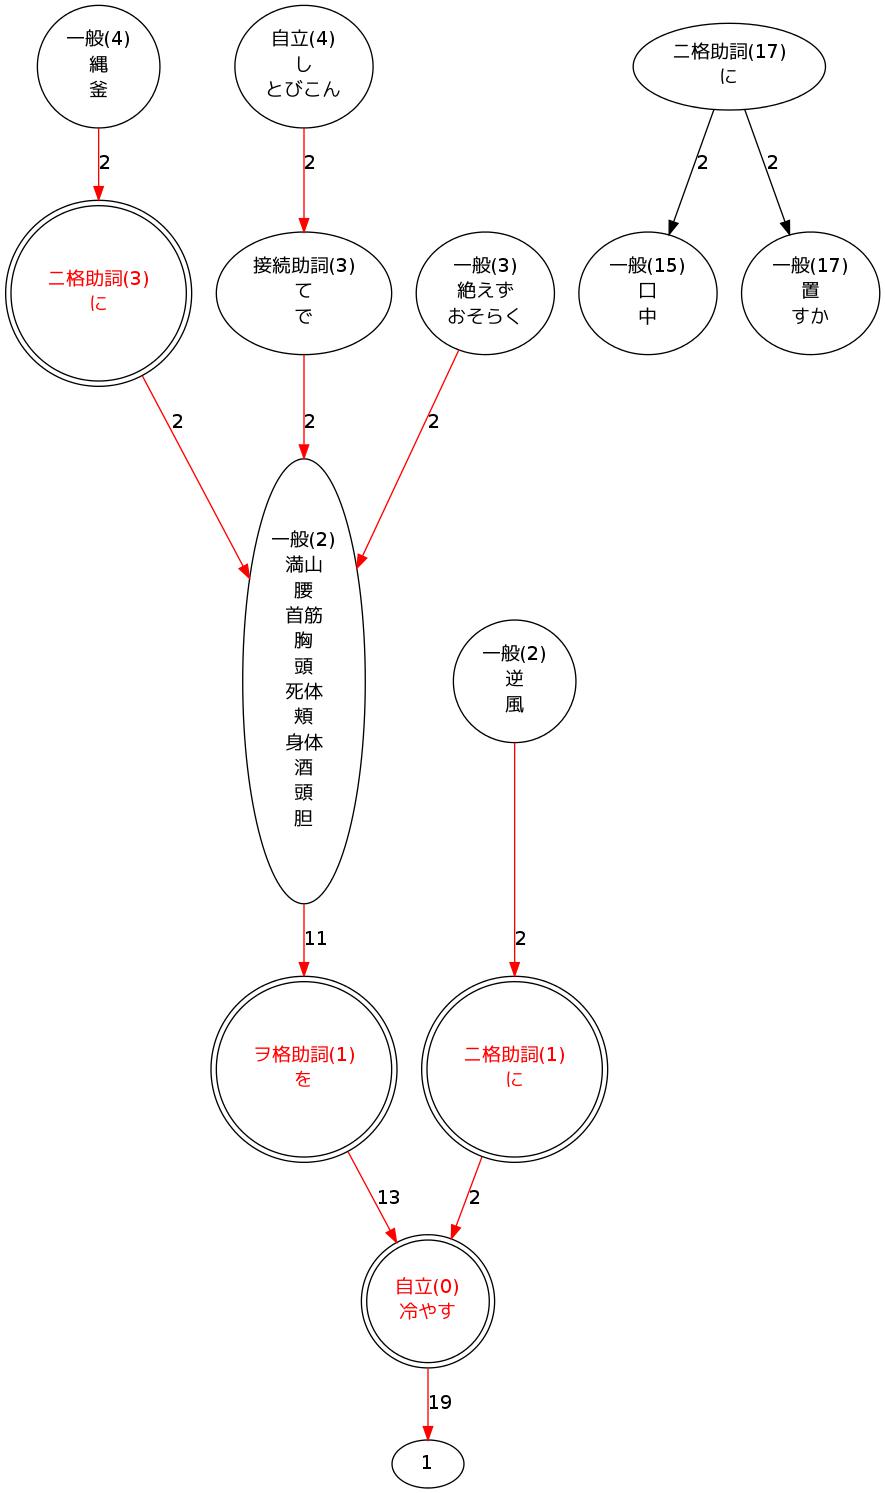 一般(4)
縄
釜
自立(4)
し
とびこん
ニ格助詞(17)
に
2
2
2
2
ニ格助詞(3)
に
接続助詞(3)
て
で
一般(3)
絶えず
おそらく
一般(15)
口
中
一般(17)
置
すか
2
2
2
一般(2)
満山
腰
首筋
胸
頭
死体
頬
身体
酒
頭
胆
一般(2)
逆
風
11
2
ヲ格助詞(1)
を
ニ格助詞(1)
に
13
2
自立(0)
冷やす
19
1